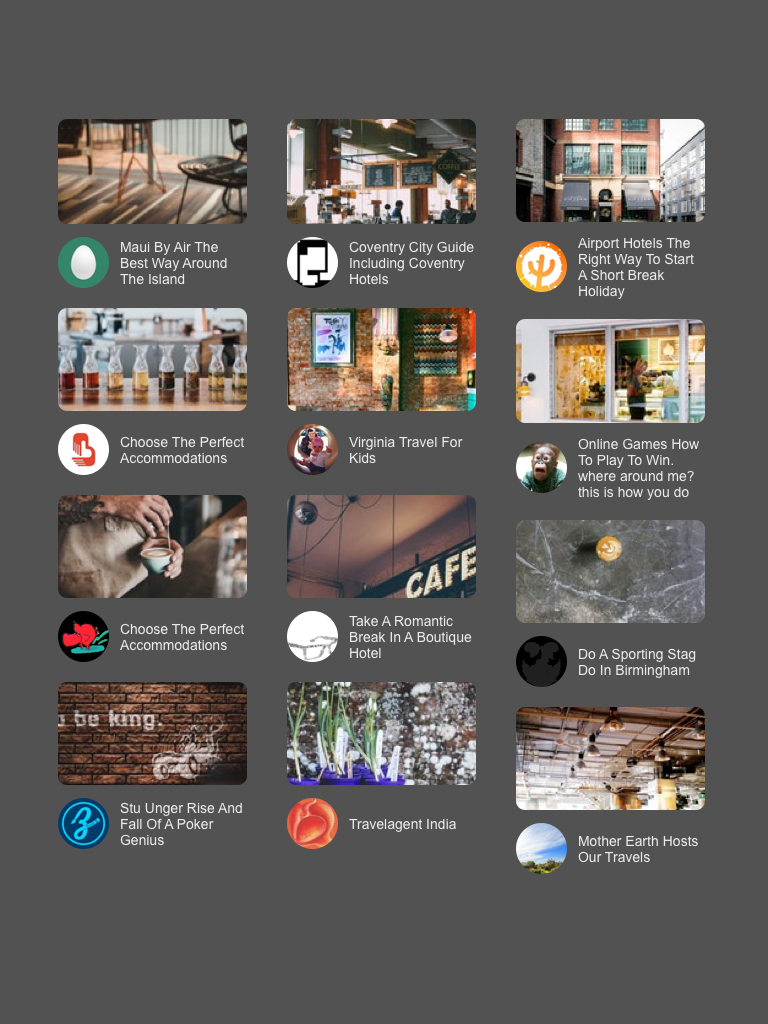 Maui By Air The
Best Way Around
The Island
Choose The Perfect
Accommodations
Choose The Perfect
Accommodations
s be king.
Stu Unger Rise And
Fall Of A Poker
Genius
COFFEE
Coventry City Guide
Including Coventry
Hotels
Virginia Travel For
Kids
CAFE
Take A Romantic
Break In A Boutique
Hotel
Travelagent India
Airport Hotels The
Right Way To Start
A Short Break
Holiday
Online Games How
To Play To Win.
where around me?
this is how you do
Do A Sporting Stag
Do In Birmingham
Mother Earth Hosts
Our Travels